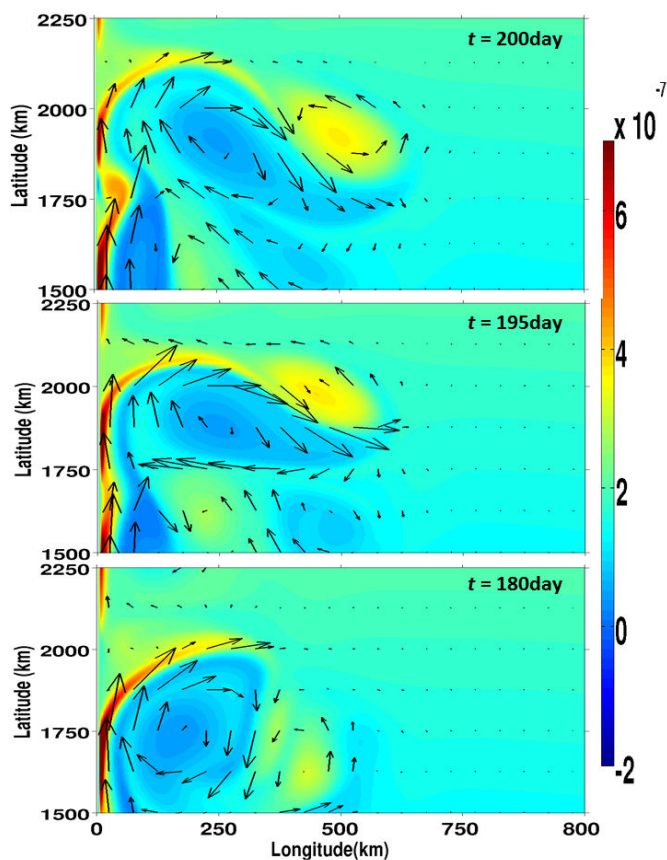 t = 200day
2250
2000
1750
1500
Latitude (km)
t = 195day
2250
2000
1750
1500
Latitude (km)
t = 180day
2250
2000
1750
1500
Latitude (km)
0 250 500 750 800
Longitude(km)
x 10 -7
6
4
2
0
-2